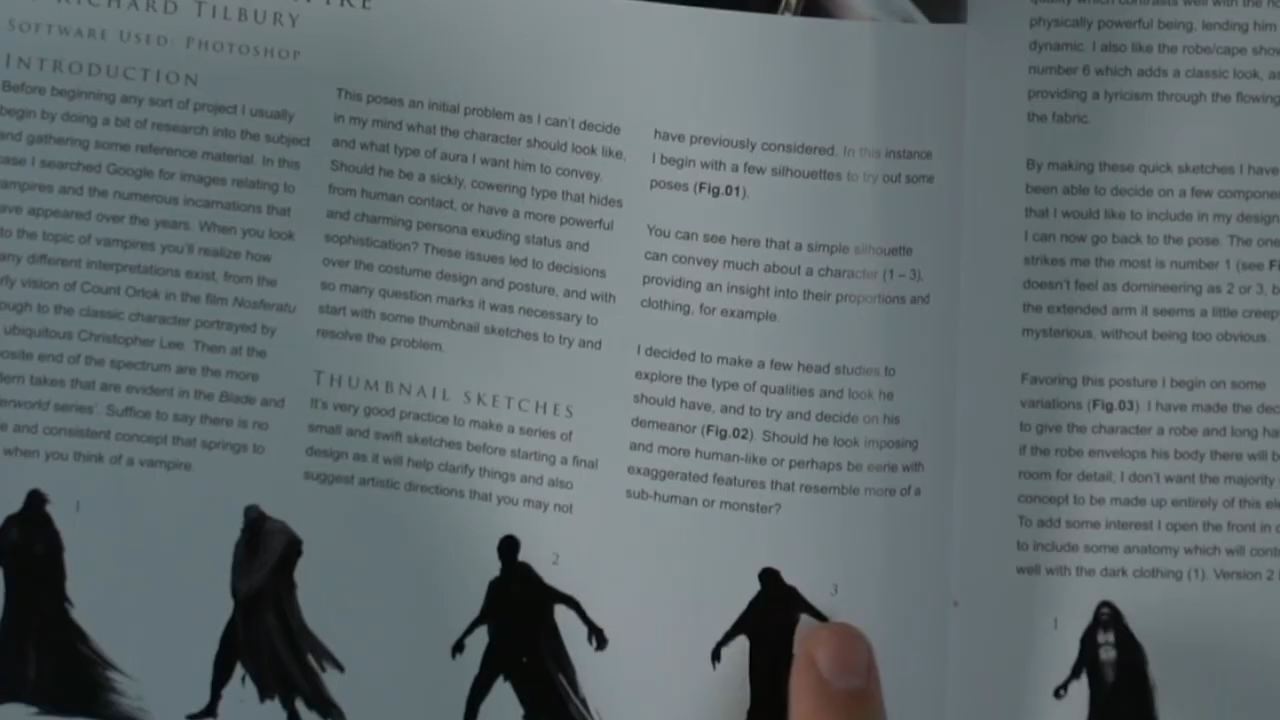 RICHARD TILBURY
SOFTWARE USED: PHOTOSHOP
INTRODUCTION
Before beginning any sort of project I usually
begin by doing a bit of research into the subject
and gathering some reference material. In this
case I searched Google for images relating to
vampires and the numerous incarnations that
have appeared over the years. When you look
to the topic of vampires you'll realize how
any different interpretations exist, from the
rly vision of Count Orlok in the film Nosferatu
ough to the classic character portrayed by
ubiquitous Christopher Lee. Then at the
posite end of the spectrum are the more
dern takes that are evident in the Blade and
erworld series'. Suffice to say there is no
e and consistent concept that springs to
when you think of a vampire.
This poses an initial problem as I can't decide
in my mind what the character should look like,
and what type of aura I want him to convey.
Should he be a sickly, cowering type that hides
from human contact, or have a more powerful
and charming persona exuding status and
sophistication? These issues led to decisions
over the costume design and posture, and with
so many question marks it was necessary to
start with some thumbnail sketches to try and
resolve the problem.
THUMBNAIL SKETCHES
It's very good practice to make a series of
small and swift sketches before starting a final
design as it will help clarify things and also
suggest artistic directions that you may not
have previously considered. In this instance
I begin with a few silhouettes to try out some
poses (Fig.01).
You can see here that a simple silhouette
can convey much about a character (1 – 3),
providing an insight into their proportions and
clothing, for example.
I decided to make a few head studies to
explore the type of qualities and look he
should have, and to try and decide on his
demeanor (Fig.02). Should he look imposing
and more human-like or perhaps be eerie with
exaggerated features that resemble more of a
sub-human or monster?
1
2
3
physically powerful being, lending him
dynamic. I also like the robe/cape show
number 6 which adds a classic look, a
providing a lyricism through the flowing
the fabric.
By making these quick sketches I have
been able to decide on a few compone
that I would like to include in my design
I can now go back to the pose. The one
strikes me the most is number 1 (see F
doesn't feel as domineering as 2 or 3, b
the extended arm it seems a little creep
mysterious, without being too obvious.
Favoring this posture I begin on some
variations (Fig.03). I have made the dec
to give the character a robe and long ha
if the robe envelops his body there will b
room for detail; I don't want the majority
concept to be made up entirely of this el
To add some interest I open the front in
to include some anatomy which will cont
well with the dark clothing (1). Version 2
1